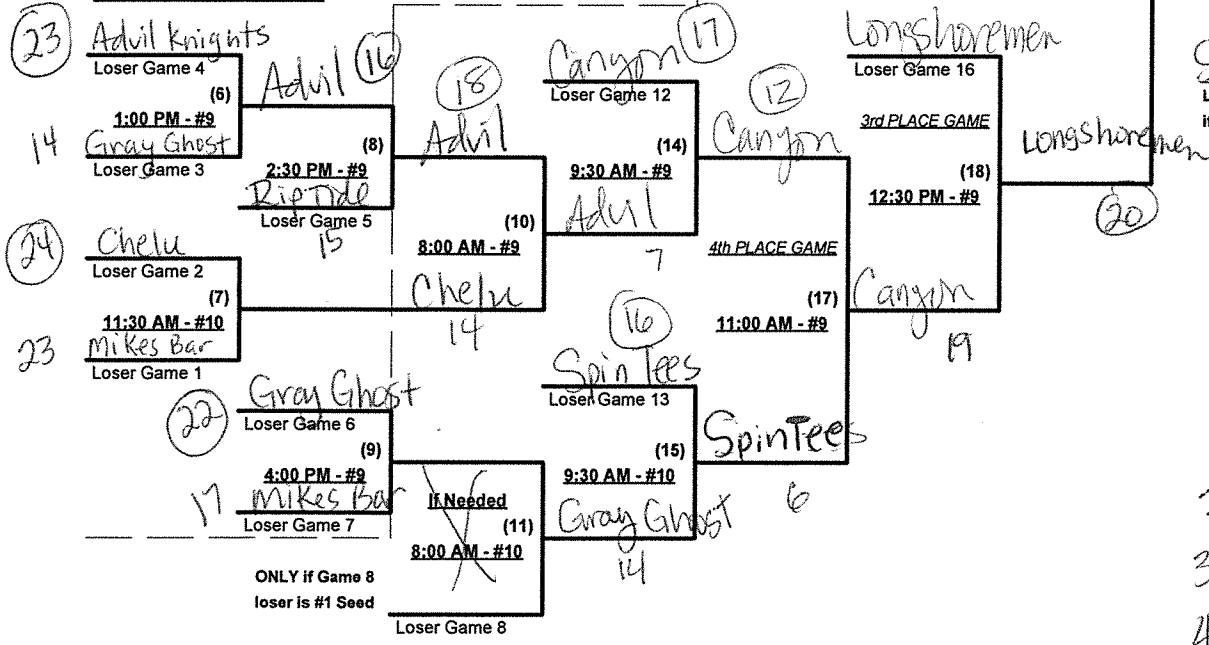 23 Advil Knights
Loser Game 4
(6)
1:00 PM - #9
14 Gray Ghost
Loser Game 3
Advil 16
(8)
2:30 PM - #9
Riptide
Loser Game 5
15
24 Chelu
Loser Game 2
(7)
11:30 AM - #10
23 Mikes Bar
Loser Game 1
22 Gray Ghost
Loser Game 6
(9)
4:00 PM - #9
17 Mikes Bar
Loser Game 7
18
Advil
(10)
8:00 AM - #9
Chelu
14
If Needed
(11)
8:00 AM - #10
ONLY if Game 8
loser is #1 Seed
Loser Game 8
Canyon 17
Loser Game 12
(14)
9:30 AM - #9
Advil
7
16
Spin Tees
Loser Game 13
(15)
9:30 AM - #10
Gray Ghost
14
12
Canyon
4th PLACE GAME
(17)
11:00 AM - #9
SpinTees
6
Longshoremen
Loser Game 16
3rd PLACE GAME
(18)
12:30 PM - #9
Canyon
19
Longshoremen
20
L
if
3
4